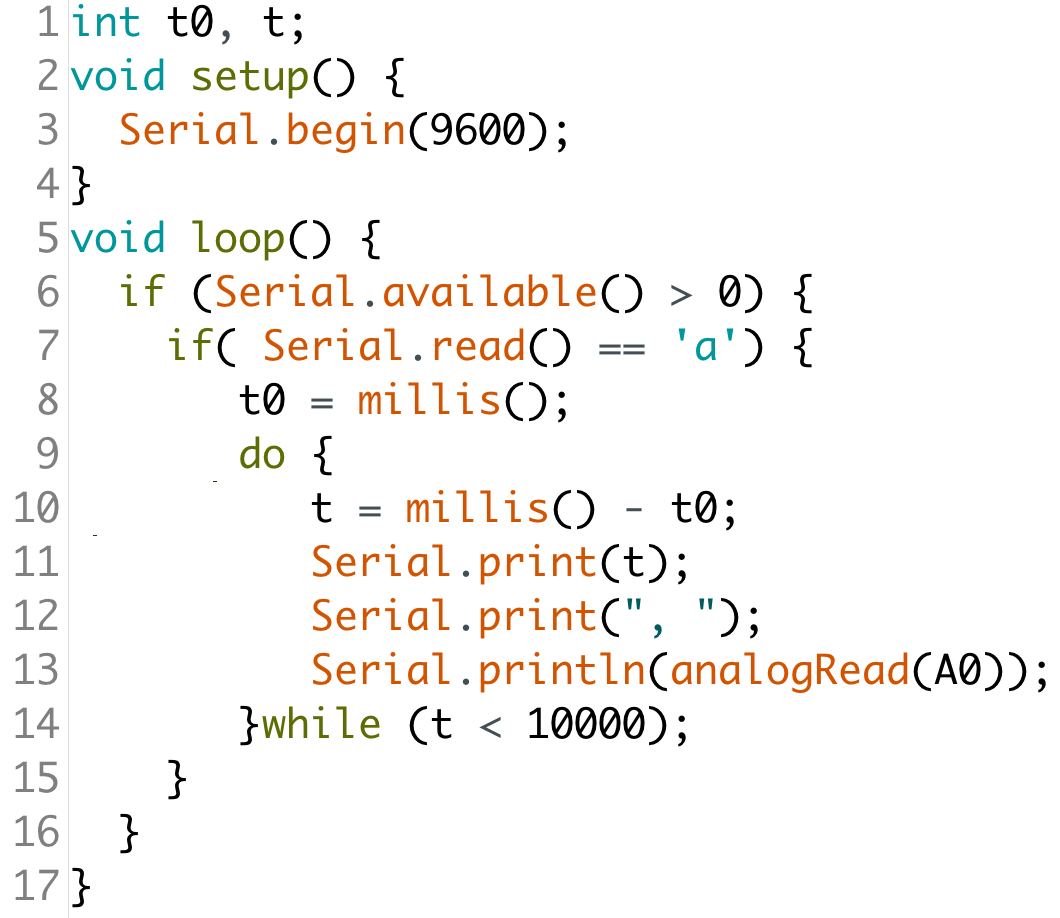 1 int t0, t;
2 void setup() {
3   Serial.begin(9600);
4 }
5 void loop() {
6   if (Serial.available() > 0) {
7     if( Serial.read() == 'a') {
8        t0 = millis();
9        do {
10          t = millis() - t0;
11          Serial.print(t);
12          Serial.print(", ");
13          Serial.println(analogRead(A0));
14       }while (t < 10000);
15    }
16  }
17 }